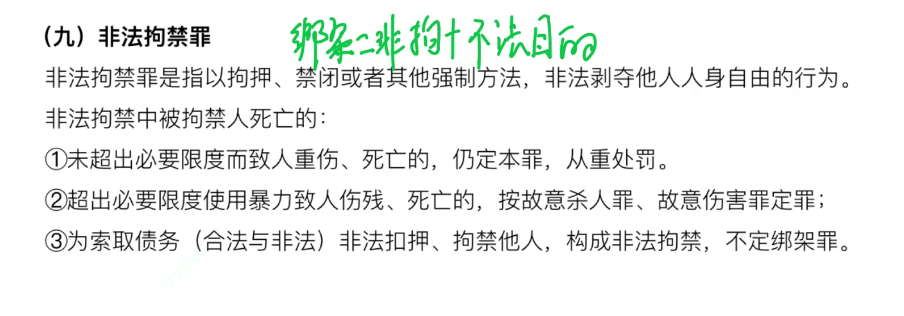 (九)非法拘禁罪 绑架=非拘+不法目的
非法拘禁罪是指以拘押、禁闭或者其他强制方法，非法剥夺他人人身自由的行为。
非法拘禁中被拘禁人死亡的：
①未超出必要限度而致人重伤、死亡的，仍定本罪，从重处罚。
②超出必要限度使用暴力致人伤残、死亡的，按故意杀人罪、故意伤害罪定罪；
③为索取债务（合法与非法）非法扣押、拘禁他人，构成非法拘禁，不定绑架罪。